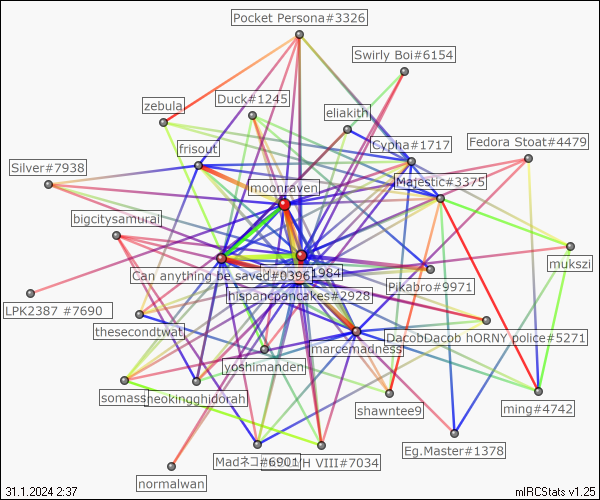 Pocket Persona#3326
Swirly Boi#6154
zebula
Duck#1245
eliakith
Cypha#1717
Fedora Stoat#4479
frisout
Silver#7938
Majestic#3375
moonraven
bigcitysamurai
mukszi
Can anything be saved#0396
1984
Pikabro#9971
hispanicpancakes#2928
LPK2387 #7690
thesecondtwat
DacobDacob hORNY police#5271
marcemadness
yoshimanden
somass
neokingghidorah
shawntee9
ming#4742
Eg.Master#1378
Madネコ#6901
H VIII#7034
normalwan
31.1.2024 2:37
mIRCStats v1.25